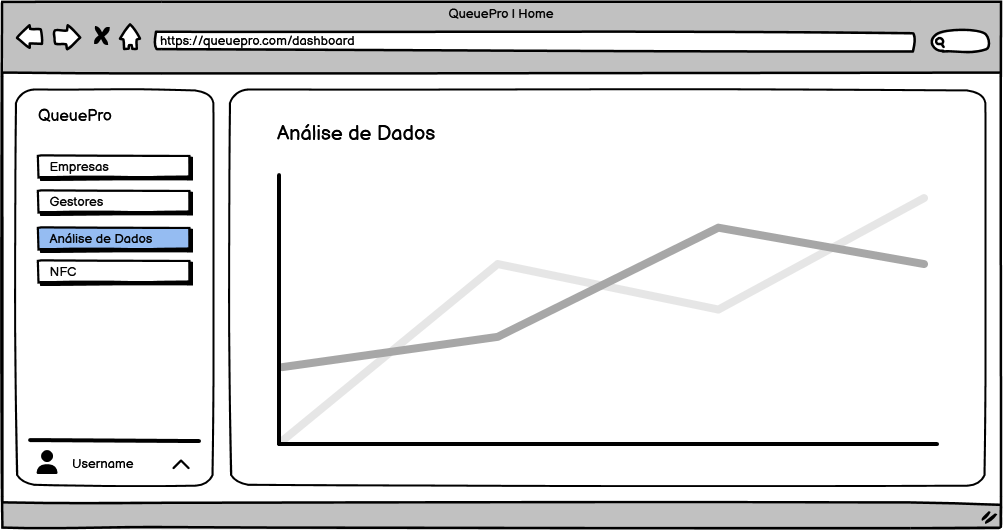 QueuePro | Home
https://queuepro.com/dashboard
QueuePro
Empresas
Gestores
Análise de Dados
NFC
Username
Análise de Dados